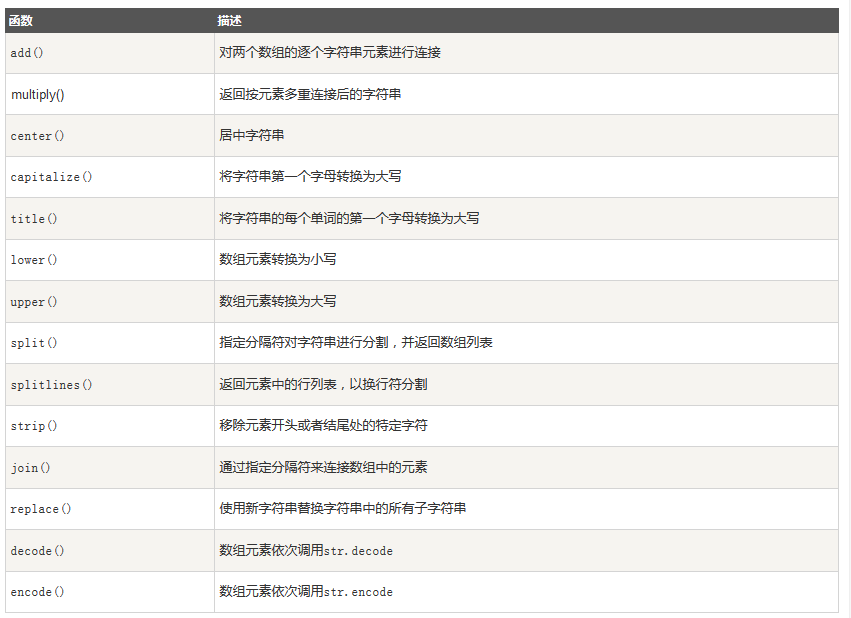 函数 描述
add() 对两个数组的逐个字符串元素进行连接
multiply() 返回按元素多重连接后的字符串
center() 居中字符串
capitalize() 将字符串第一个字母转换为大写
title() 将字符串的每个单词的第一个字母转换为大写
lower() 数组元素转换为小写
upper() 数组元素转换为大写
split() 指定分隔符对字符串进行分割，并返回数组列表
splitlines() 返回元素中的行列表，以换行符分割
strip() 移除元素开头或者结尾处的特定字符
join() 通过指定分隔符来连接数组中的元素
replace() 使用新字符串替换字符串中的所有子字符串
decode() 数组元素依次调用str.decode
encode() 数组元素依次调用str.encode